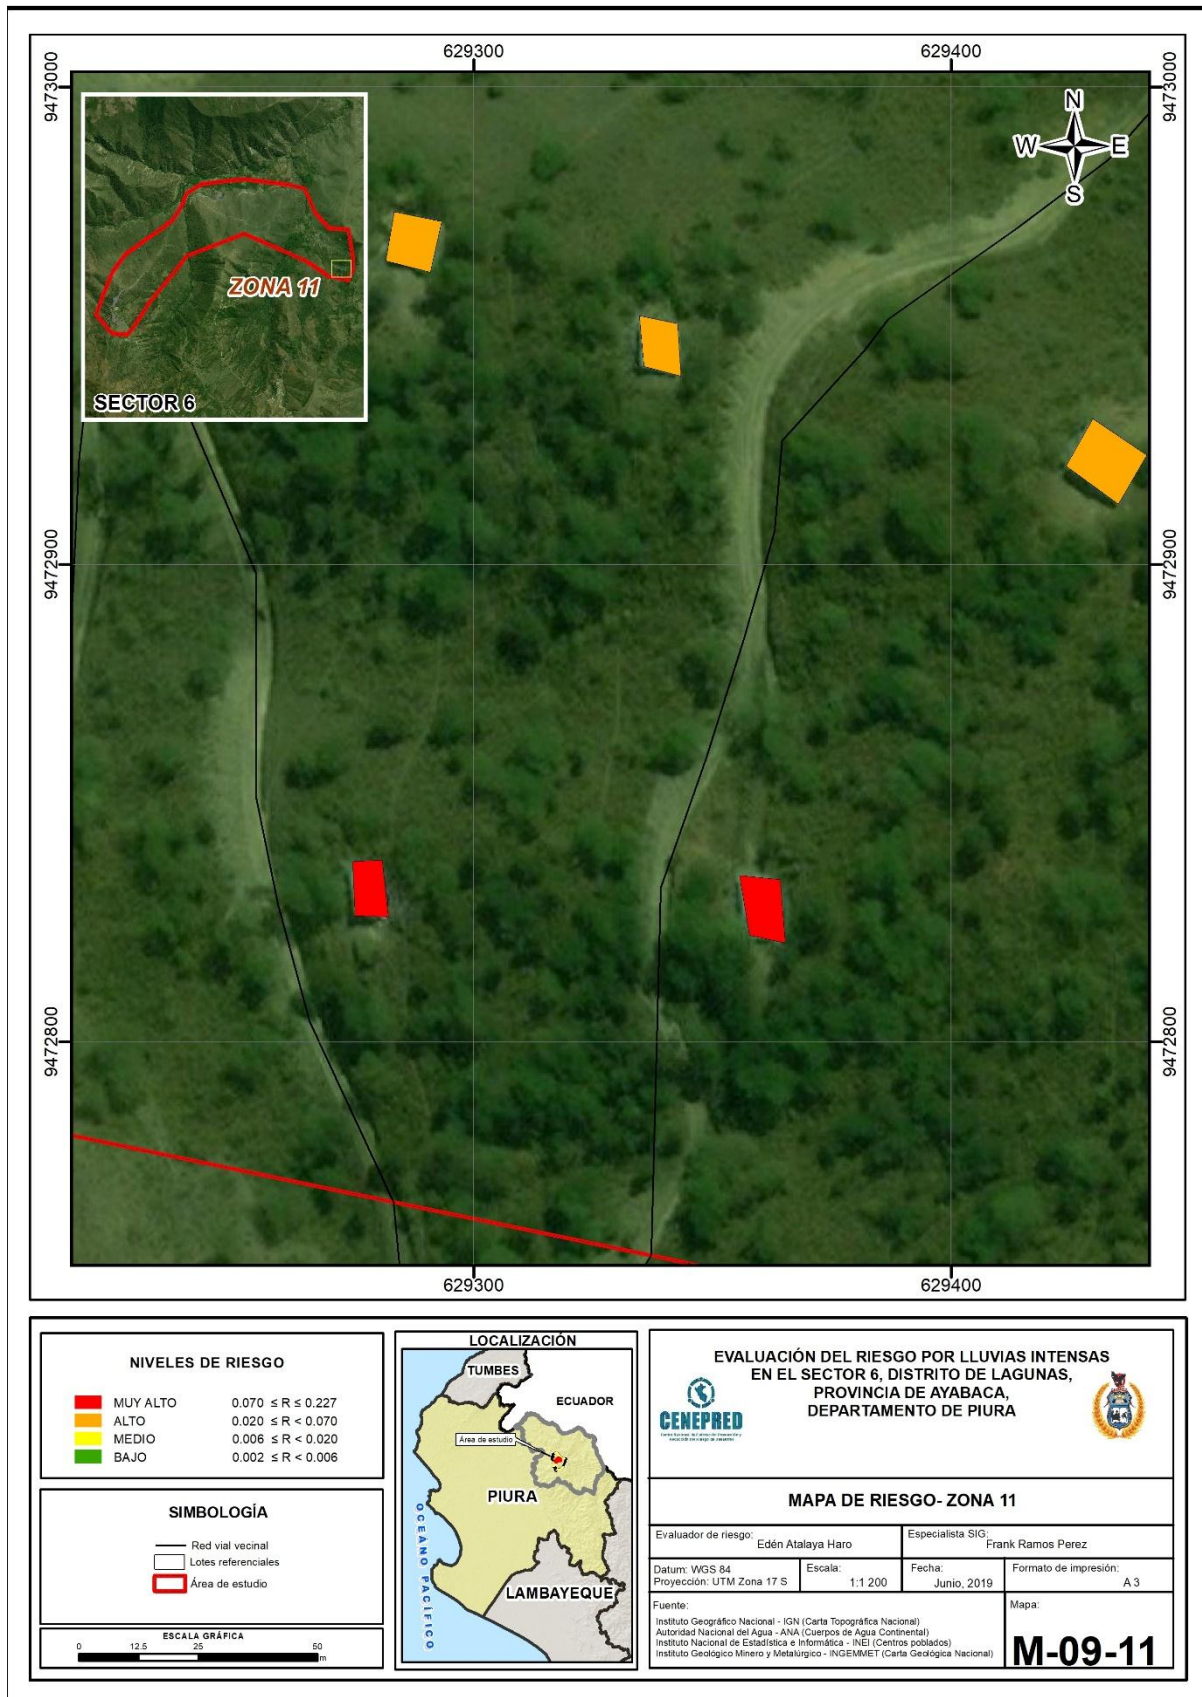 629300
629400
9473000
9473000
N
W
E
S
ZONA 11
SECTOR 6
9472900
9472900
9472800
9472800
629300
629400
NIVELES DE RIESGO
MUY ALTO 0.070 ≤ R ≤ 0.227
ALTO 0.020 ≤ R < 0.070
MEDIO 0.006 ≤ R < 0.020
BAJO 0.002 ≤ R < 0.006
SIMBOLOGÍA
Red vial vecinal
Lotes referenciales
Área de estudio
ESCALA GRÁFICA
0 12.5 25 50
m
LOCALIZACIÓN
TUMBES
ECUADOR
Área de estudio
PIURA
OCEÁNO PACÍFICO
LAMBAYEQUE
EVALUACIÓN DEL RIESGO POR LLUVIAS INTENSAS
EN EL SECTOR 6, DISTRITO DE LAGUNAS,
PROVINCIA DE AYABACA,
DEPARTAMENTO DE PIURA
CENEPRED
MAPA DE RIESGO- ZONA 11
Evaluador de riesgo:
Edén Atalaya Haro
Especialista SIG:
Frank Ramos Perez
Datum: WGS 84
Proyección: UTM Zona 17 S
Escala:
1:1 200
Fecha:
Junio, 2019
Formato de impresión:
A 3
Fuente:
Instituto Geográfico Nacional - IGN (Carta Topográfica Nacional)
Autoridad Nacional del Agua - ANA (Cuerpos de Agua Continental)
Instituto Nacional de Estadística e Informática - INEI (Centros poblados)
Instituto Geológico Minero y Metalúrgico - INGEMMET (Carta Geológica Nacional)
Mapa:
M-09-11